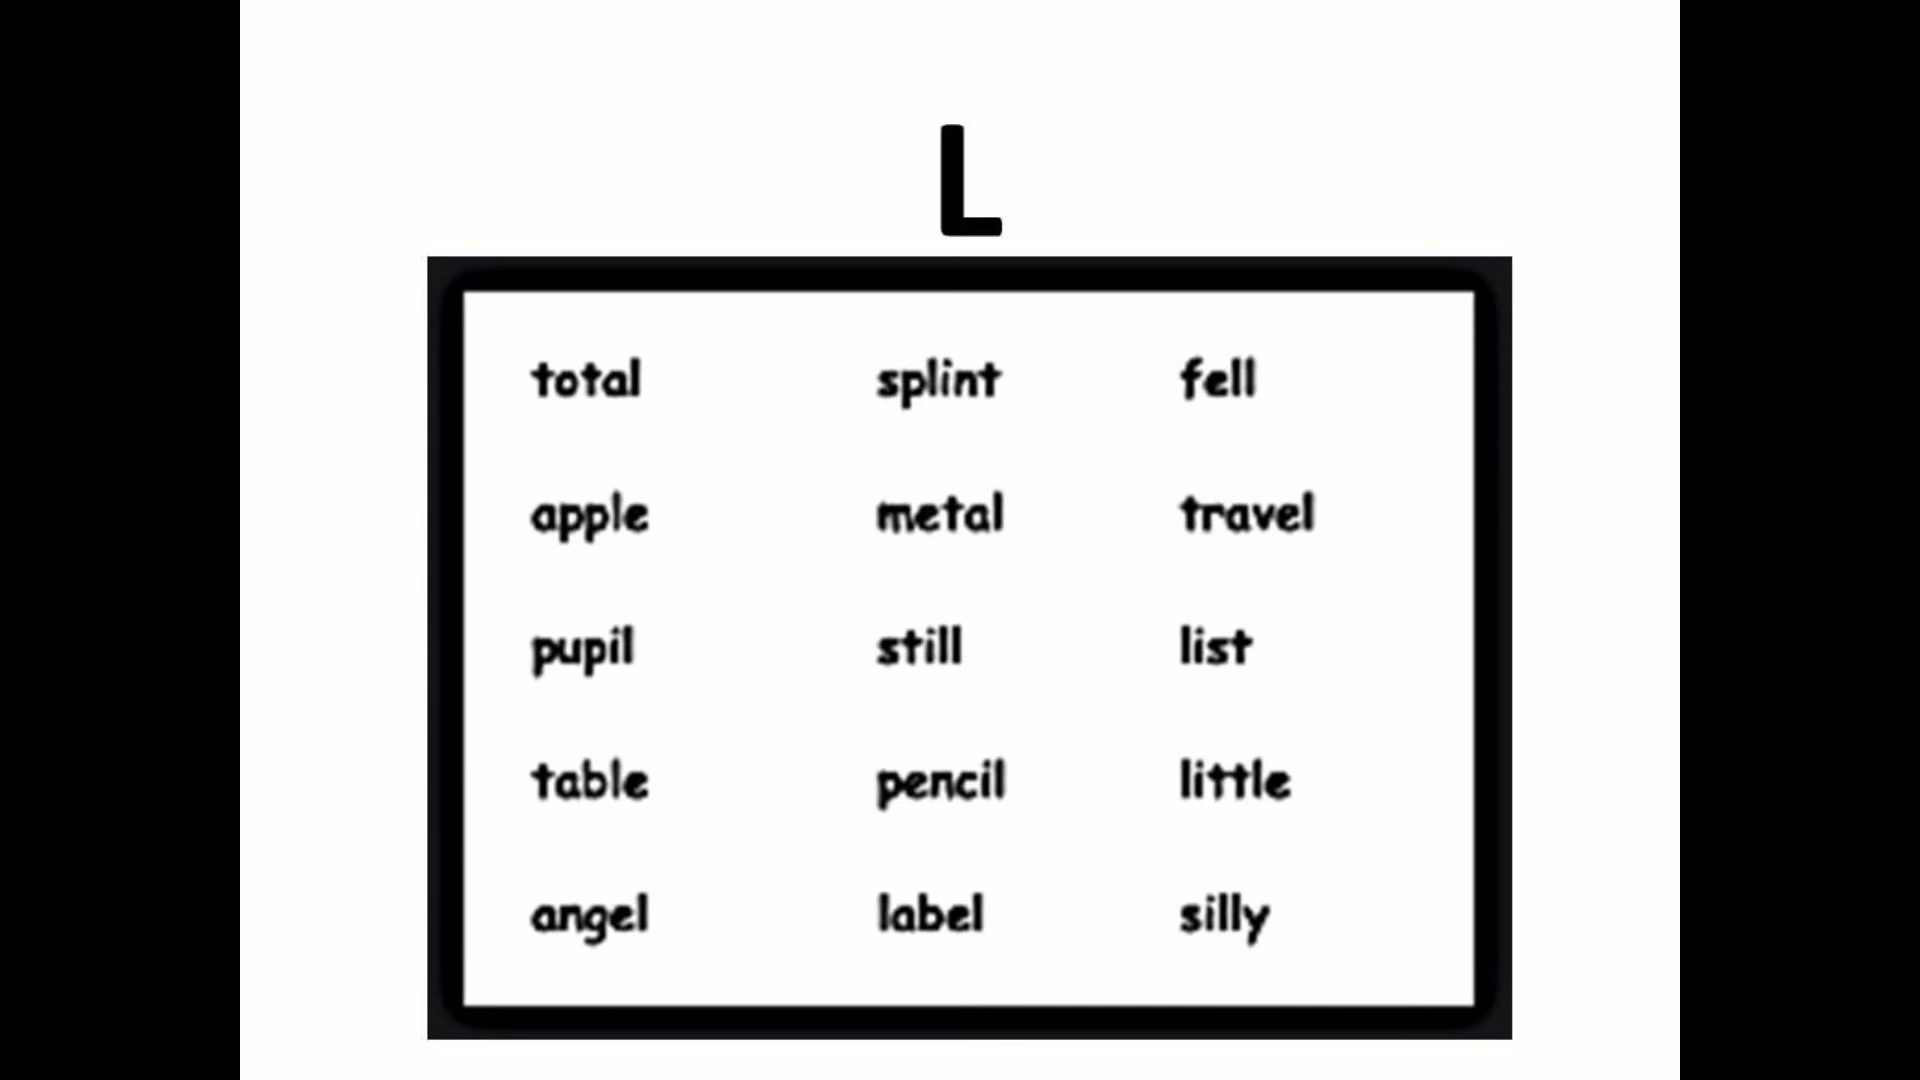 L
total splint fell
apple metal travel
pupil still list
table pencil little
angel label silly